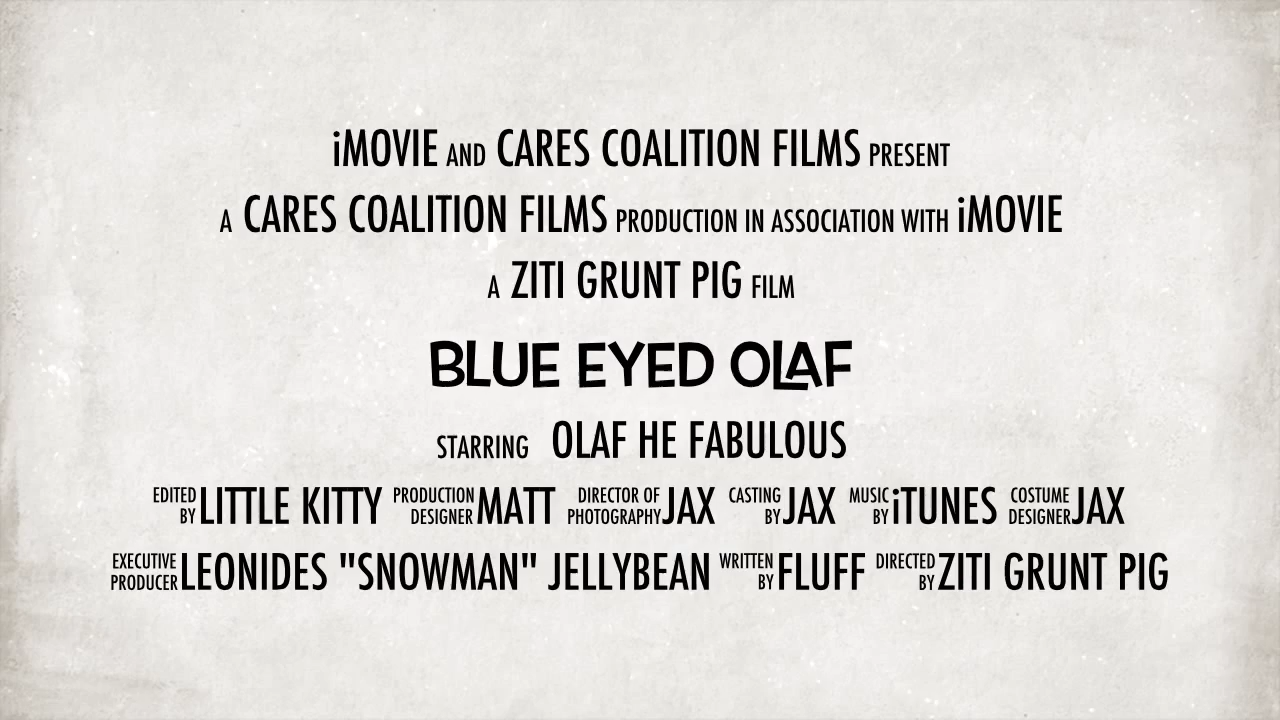 iMOVIE AND CARES COALITION FILMS PRESENT
A CARES COALITION FILMS PRODUCTION IN ASSOCIATION WITH iMOVIE
A ZITI GRUNT PIG FILM
BLUE EYED OLAF
STARRING OLAF HE FABULOUS
EDITED BY LITTLE KITTY PRODUCTION DESIGNER MATT DIRECTOR OF PHOTOGRAPHY JAX CASTING BY JAX MUSIC BY iTUNES COSTUME DESIGNER JAX
EXECUTIVE PRODUCER LEONIDES "SNOWMAN" JELLYBEAN WRITTEN BY FLUFF DIRECTED BY ZITI GRUNT PIG